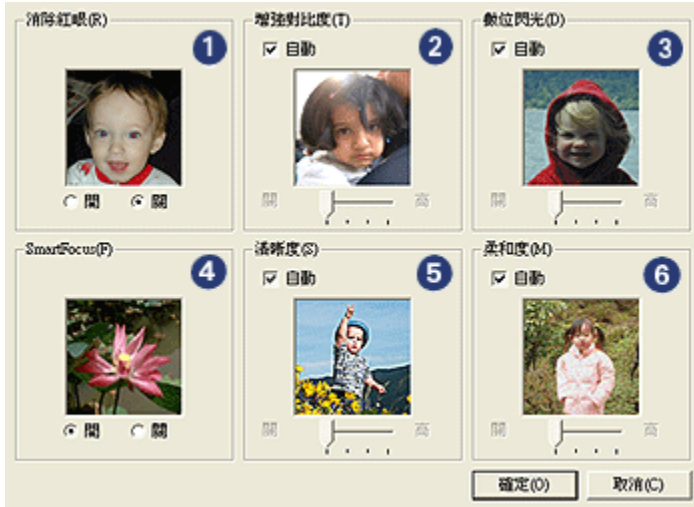 消除紅眼(R)
1
增強對比度(T)
2
自動
關
高
數位閃光(D)
3
自動
關
高
開
關
SmartFocus(F)
4
開
關
清晰度(S)
5
自動
關
高
柔和度(M)
6
自動
關
高
確定(O)
取消(C)